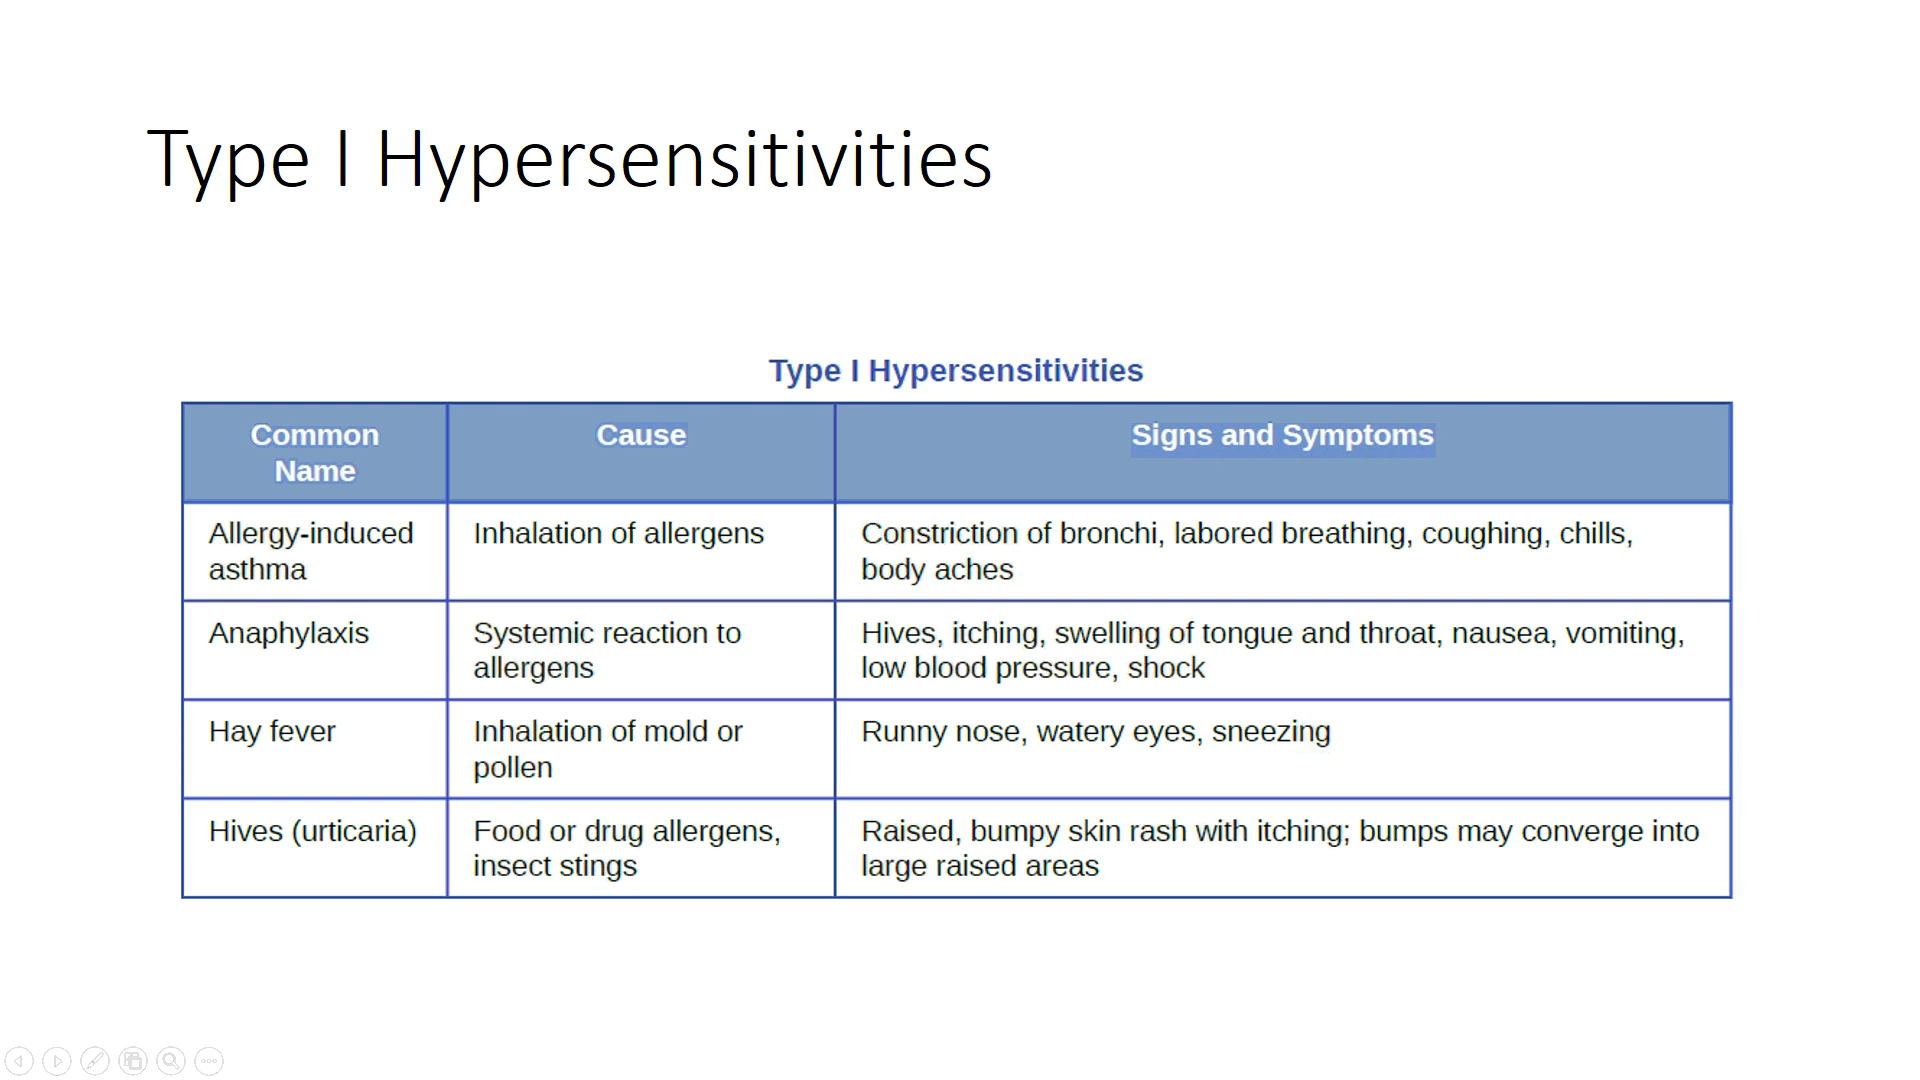 Type I Hypersensitivities
Type I Hypersensitivities
Common
Name
Cause
Signs and Symptoms
Allergy-induced
asthma
Inhalation of allergens
Constriction of bronchi, labored breathing, coughing, chills,
body aches
Anaphylaxis
Systemic reaction to
allergens
Hives, itching, swelling of tongue and throat, nausea, vomiting,
low blood pressure, shock
Hay fever
Inhalation of mold or
pollen
Runny nose, watery eyes, sneezing
Hives (urticaria)
Food or drug allergens,
insect stings
Raised, bumpy skin rash with itching; bumps may converge into
large raised areas